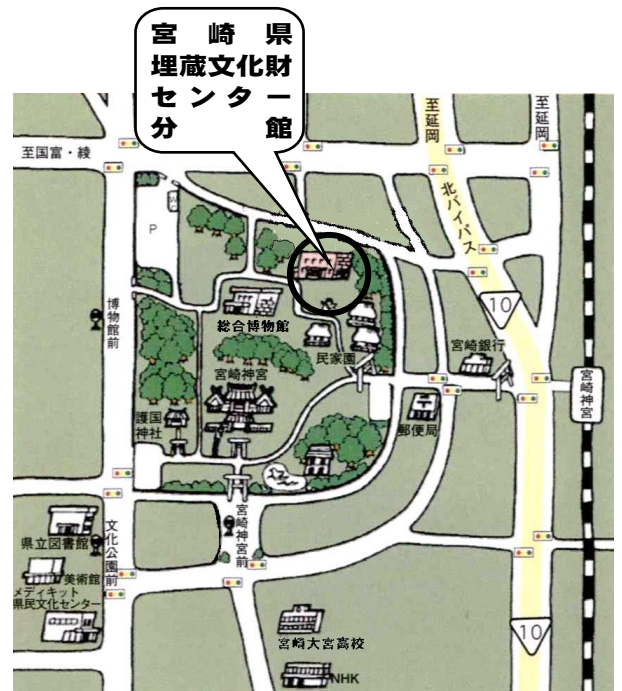 宮崎県
埋蔵文化財
センター
分館
至国富・綾
至延岡
至延岡
北バイパス
P
W.C
10
博物館前
総合博物館
民家園
宮崎銀行
宮崎神宮
宮崎神宮
護国
神社
郵便局
県立図書館
文化公園前
宮崎神宮前
美術館
メディキット
県民文化センター
10
宮崎大宮高校
NHK